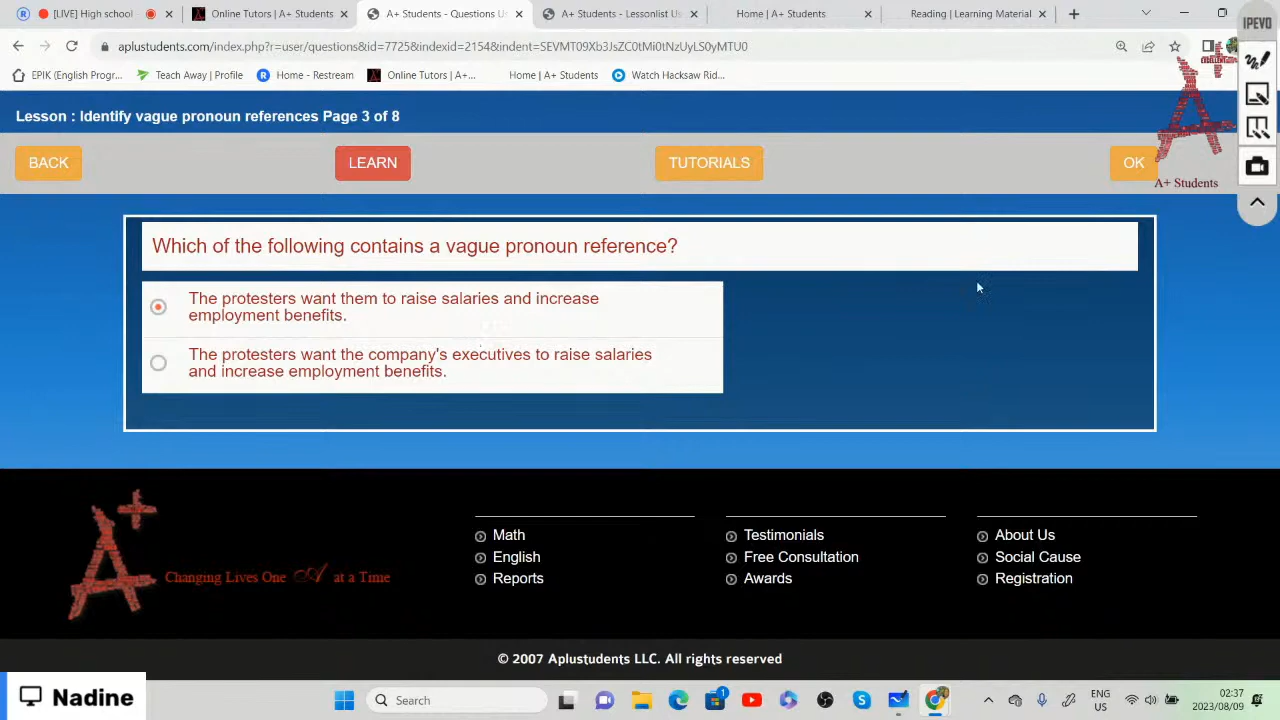 [LIVE] High school
Online Tutors | A+ Students
A+ Students - Questions Us
A+ Students - Lessonlist Us
Home | A+ Students
Reading | Learning Material
IPEVO
aplustudents.com/index.php?r=user/questions&id=7725&indexid=2154&indent=SEVMT09Xb3JsZC0tMi0tNzUyLS0yMTU0
EPIK (English Progr...
Teach Away | Profile
Home - Restream
Online Tutors | A+...
Home | A+ Students
Watch Hacksaw Rid...
Lesson : Identify vague pronoun references Page 3 of 8
BACK
LEARN
TUTORIALS
OK
A+ Students
Which of the following contains a vague pronoun reference?
The protesters want them to raise salaries and increase
employment benefits.
The protesters want the company's executives to raise salaries
and increase employment benefits.
A+
Changing Lives One A at a Time
Math
English
Reports
Testimonials
Free Consultation
Awards
About Us
Social Cause
Registration
© 2007 Aplustudents LLC. All rights reserved
Nadine
Search
1
ENG
US
02:37
2023/08/09